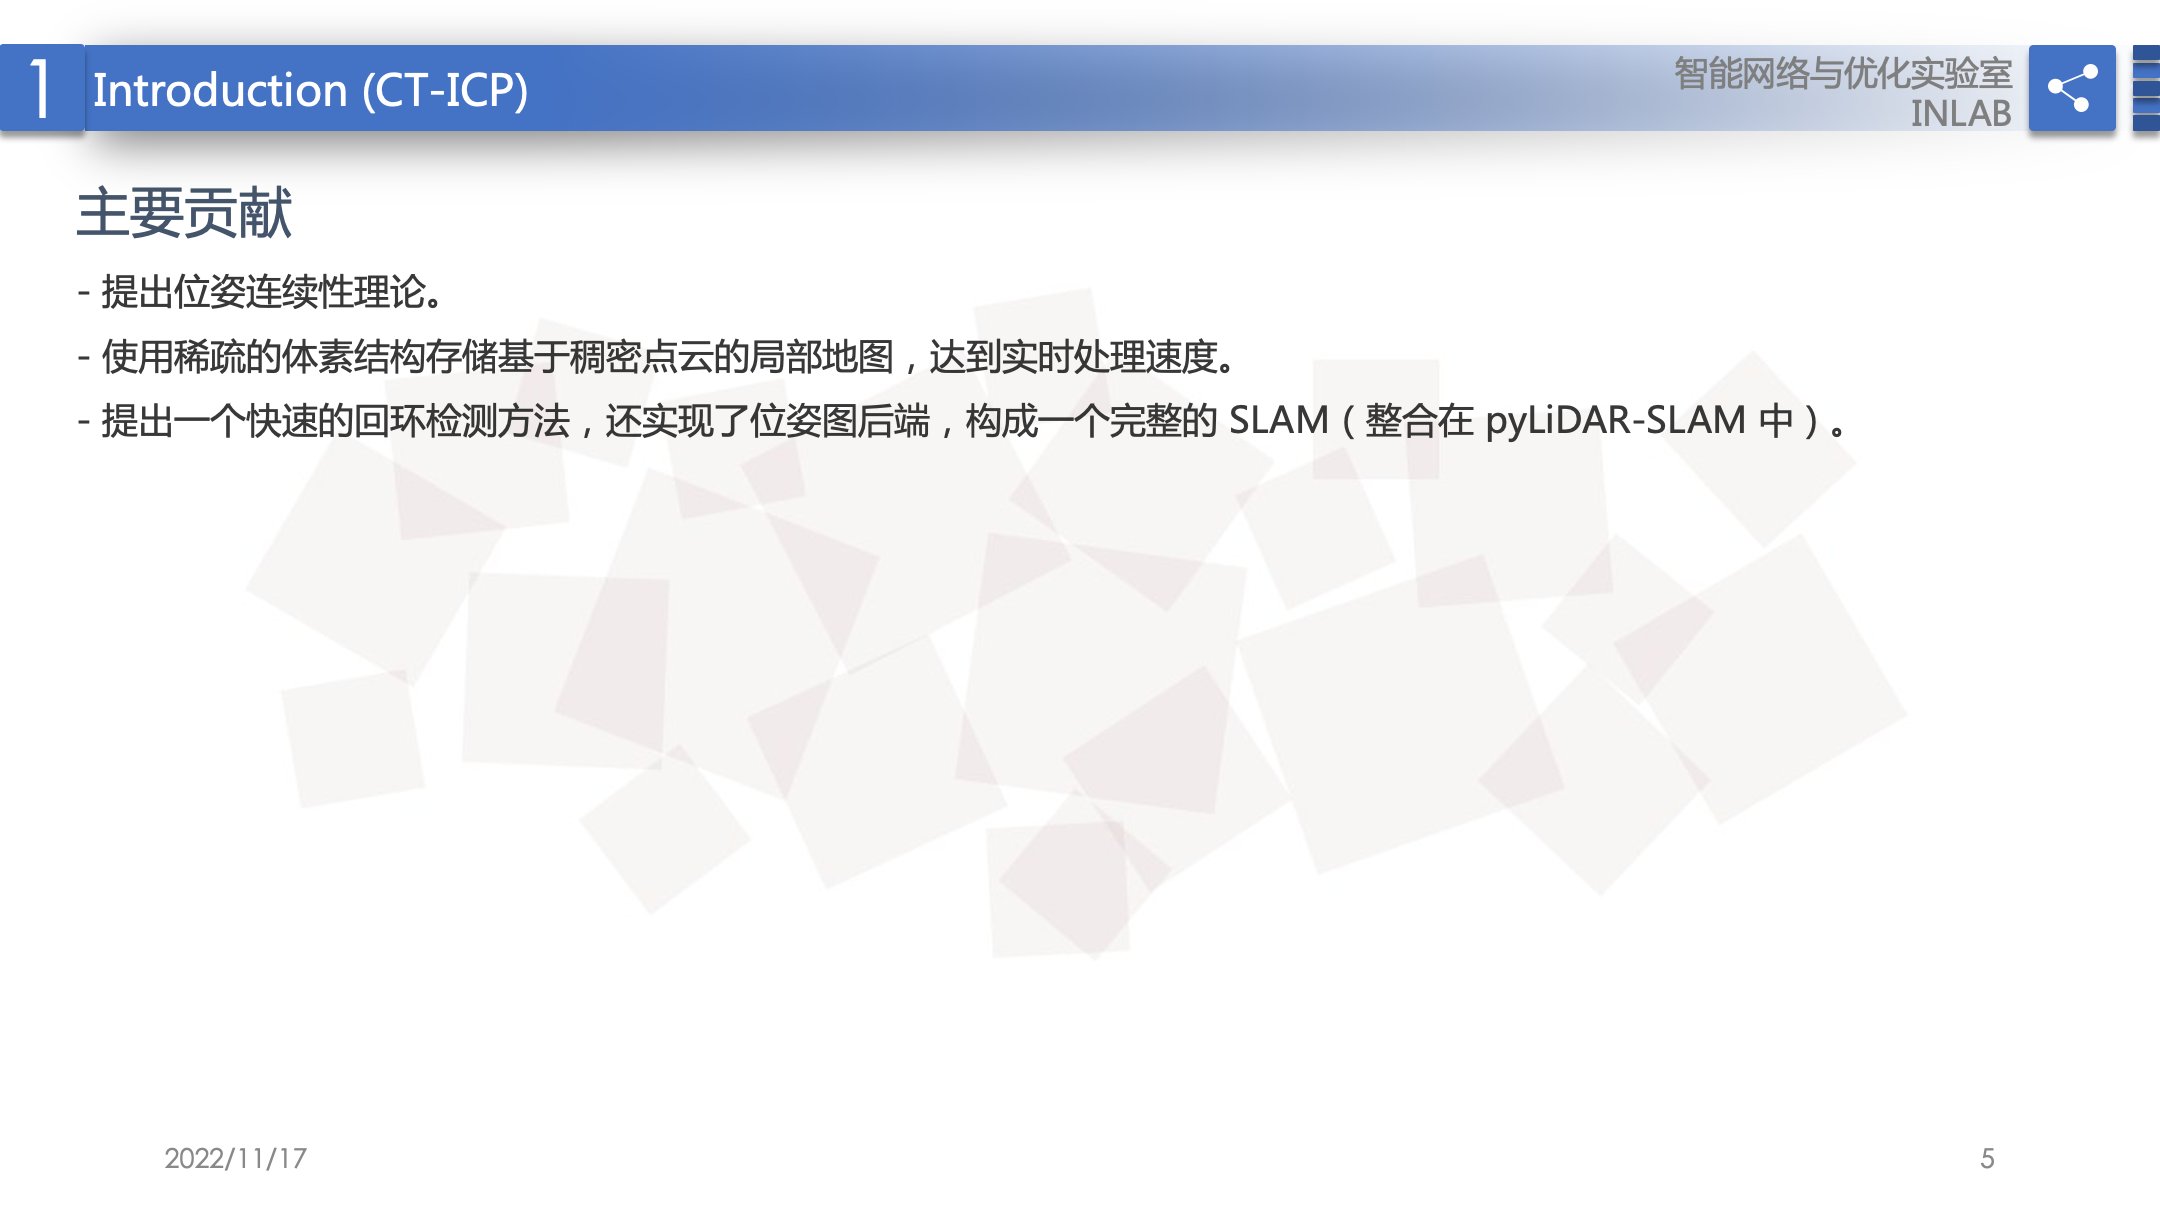 1
Introduction (CT-ICP)
智能网络与优化实验室
INLAB
主要贡献
- 提出位姿连续性理论。
- 使用稀疏的体素结构存储基于稠密点云的局部地图，达到实时处理速度。
- 提出一个快速的回环检测方法，还实现了位姿图后端，构成一个完整的 SLAM（整合在 pyLiDAR-SLAM 中）。
2022/11/17
5